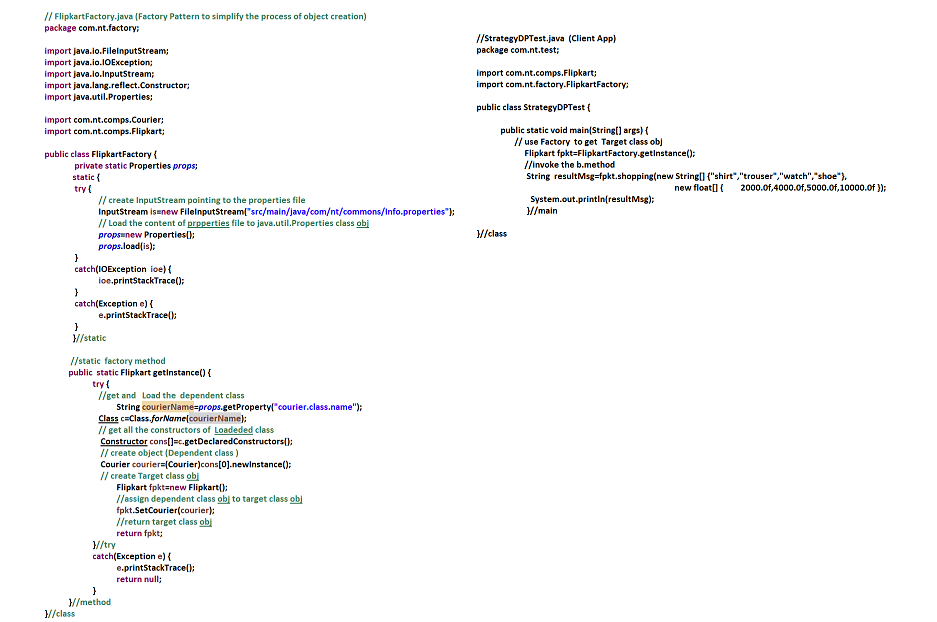 // FlipkartFactory.java (Factory Pattern to simplify the process of object creation)
package com.nt.factory;
import java.io.FileInputStream;
import java.io.IOException;
import java.io.InputStream;
import java.lang.reflect.Constructor;
import java.util.Properties;
import com.nt.comps.Courier;
import com.nt.comps.Flipkart;
public class FlipkartFactory {
private static Properties props;
static {
try {
// create InputStream pointing to the properties file
InputStream is=new FileInputStream("src/main/java/com/nt/commons/Info.properties");
// Load the content of prpperties file to java.util.Properties class obj
props=new Properties();
props.load(is);
}
catch(IOException ioe) {
ioe.printStackTrace();
}
catch(Exception e) {
e.printStackTrace();
}
}//static
//static factory method
public static Flipkart getInstance() {
try {
//get and Load the dependent class
String courierName=props.getProperty("courier.class.name");
Class c=Class.forName(courierName);
// get all the constructors of Loadeded class
Constructor cons[]=c.getDeclaredConstructors();
// create object (Dependent class )
Courier courier=(Courier)cons[0].newInstance();
// create Target class obj
Flipkart fpkt=new Flipkart();
//assign dependent class obj to target class obj
fpkt.SetCourier(courier);
//return target class obj
return fpkt;
}//try
catch(Exception e) {
e.printStackTrace();
return null;
}
}//method
}//class
//StrategyDPTest.java (Client App)
package com.nt.test;
import com.nt.comps.Flipkart;
import com.nt.factory.FlipkartFactory;
public class StrategyDPTest {
public static void main(String[] args) {
// use Factory to get Target class obj
Flipkart fpkt=FlipkartFactory.getInstance();
//invoke the b.method
String resultMsg=fpkt.shopping(new String[] {"shirt","trouser","watch","shoe"},
new float[] { 2000.0f,4000.0f,5000.0f,10000.0f });
System.out.println(resultMsg);
}//main
}//class